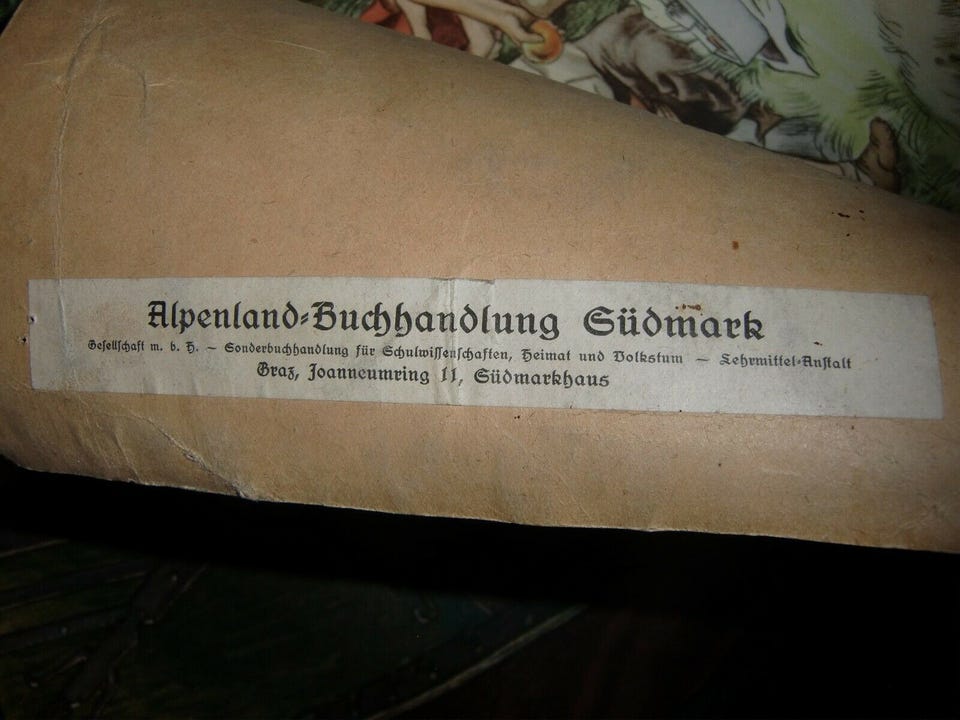 Alpenland-Buchhandlung Südmark
Gesellschaft m. b. H. – Sonderbuchhandlung für Schulwissenschaften, Heimat und Volkstum – Lehrmittel-Anstalt
Graz, Joanneumring 11, Südmarkhaus